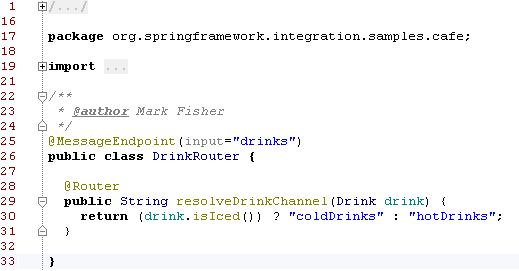 1 /.../
16
17 package org.springframework.integration.samples.cafe;
18
19 import ...
21
22 /**
23 * @author Mark Fisher
24 */
25 @MessageEndpoint(input="drinks")
26 public class DrinkRouter {
27
28 @Router
29 public String resolveDrinkChannel(Drink drink) {
30 return (drink.isIced()) ? "coldDrinks" : "hotDrinks";
31 }
32
33 }